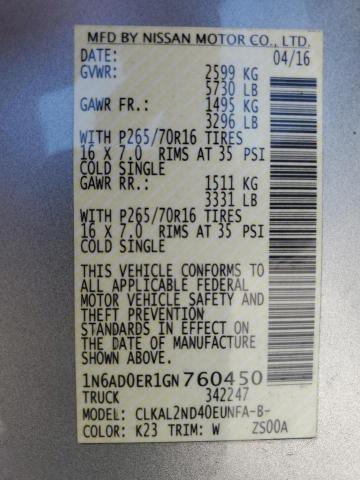 MFD BY NISSAN MOTOR CO., LTD.
DATE: 04/16
GVWR: 2599 KG
5730 LB
GAWR FR.: 1495 KG
3296 LB
WITH P265/70R16 TIRES
16 X 7.0 RIMS AT 35 PSI
COLD SINGLE
GAWR RR.: 1511 KG
3331 LB
WITH P265/70R16 TIRES
16 X 7.0 RIMS AT 35 PSI
COLD SINGLE
THIS VEHICLE CONFORMS TO
ALL APPLICABLE FEDERAL
MOTOR VEHICLE SAFETY AND
THEFT PREVENTION
STANDARDS IN EFFECT ON
THE DATE OF MANUFACTURE
SHOWN ABOVE.
1N6AD0ER1GN760450
TRUCK 342247
MODEL: CLKAL2ND40EUNFA-B-
COLOR: K23 TRIM: W ZS00A